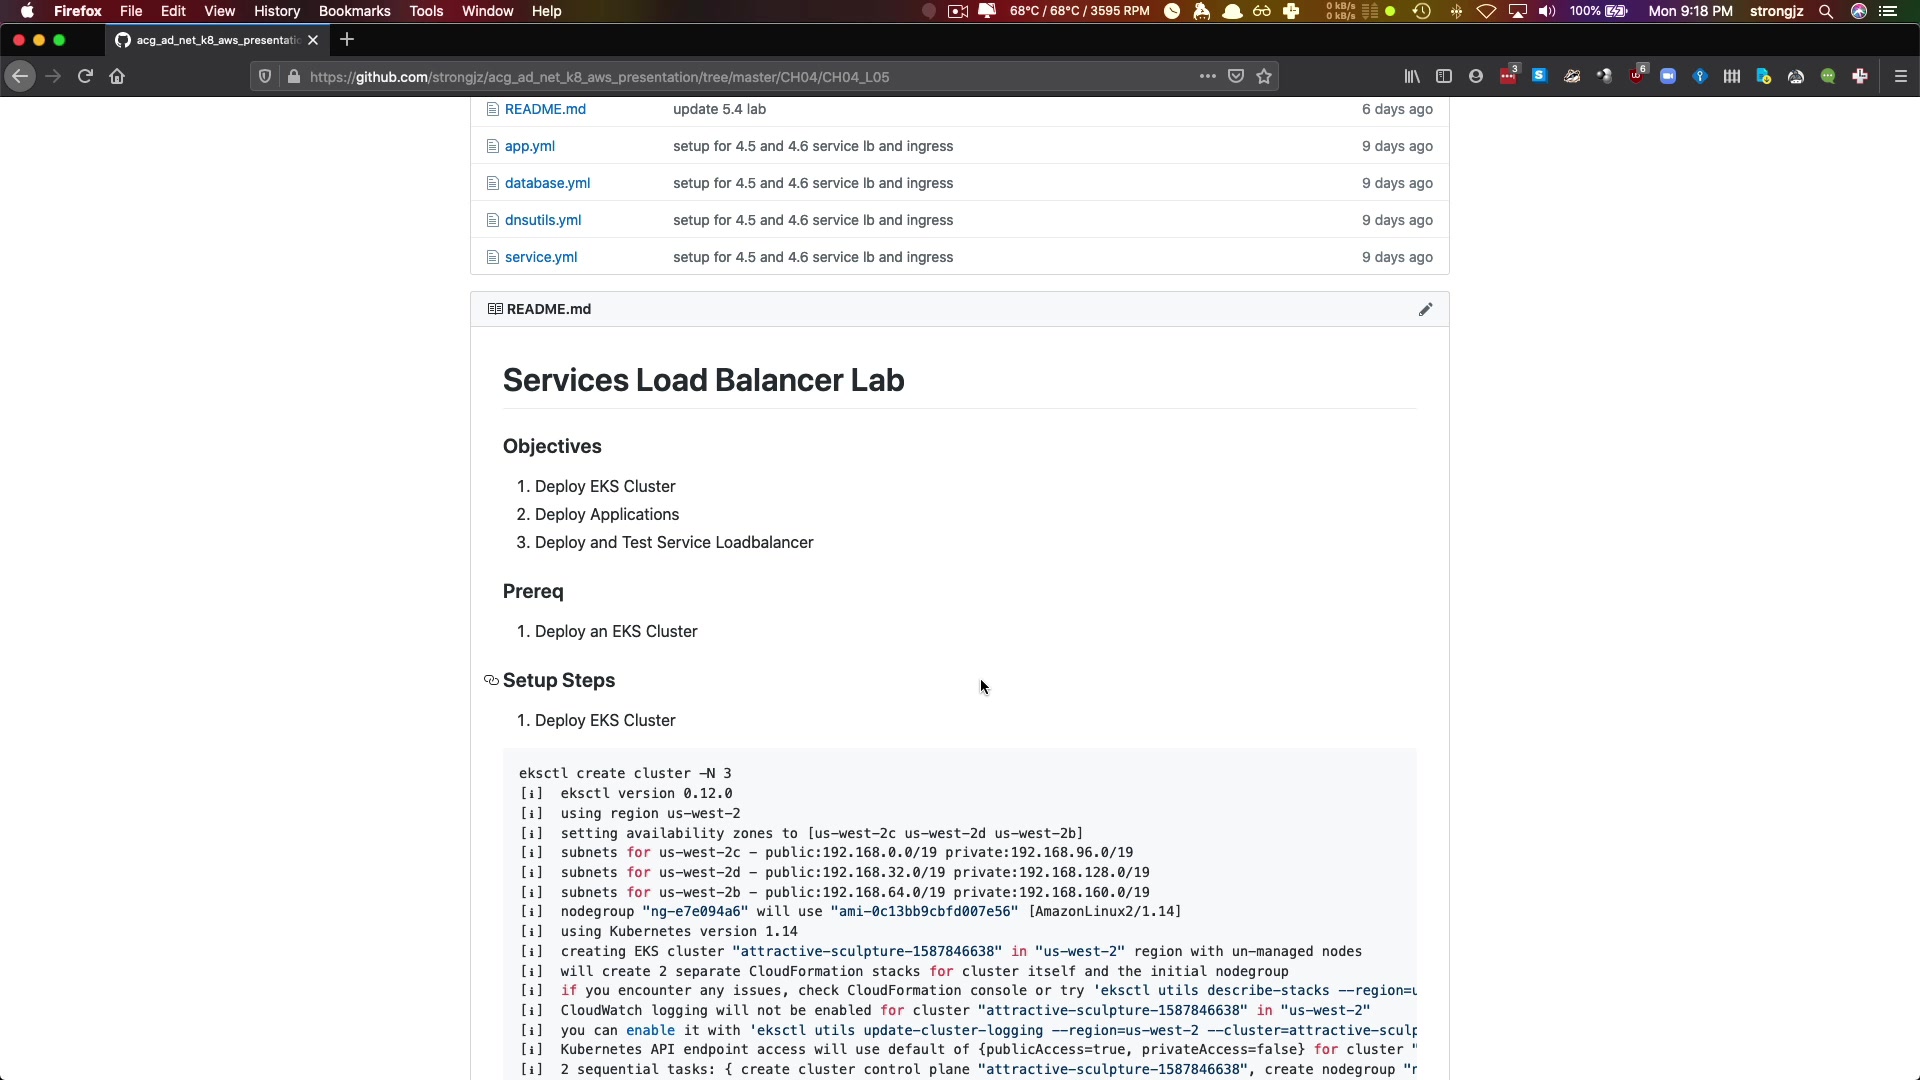 Firefox File Edit View History Bookmarks Tools Window Help 68°C / 68°C / 3595 RPM 0 kB/s 0 kB/s 100% Mon 9:18 PM strongjz
acg_ad_net_k8_aws_presentatic
https://github.com/strongjz/acg_ad_net_k8_aws_presentation/tree/master/CH04/CH04_L05 3 6
README.md update 5.4 lab 6 days ago
app.yml setup for 4.5 and 4.6 service lb and ingress 9 days ago
database.yml setup for 4.5 and 4.6 service lb and ingress 9 days ago
dnsutils.yml setup for 4.5 and 4.6 service lb and ingress 9 days ago
service.yml setup for 4.5 and 4.6 service lb and ingress 9 days ago
README.md
Services Load Balancer Lab
Objectives
1. Deploy EKS Cluster
2. Deploy Applications
3. Deploy and Test Service Loadbalancer
Prereq
1. Deploy an EKS Cluster
Setup Steps
1. Deploy EKS Cluster
eksctl create cluster -N 3
[i] eksctl version 0.12.0
[i] using region us-west-2
[i] setting availability zones to [us-west-2c us-west-2d us-west-2b]
[i] subnets for us-west-2c - public:192.168.0.0/19 private:192.168.96.0/19
[i] subnets for us-west-2d - public:192.168.32.0/19 private:192.168.128.0/19
[i] subnets for us-west-2b - public:192.168.64.0/19 private:192.168.160.0/19
[i] nodegroup "ng-e7e094a6" will use "ami-0c13bb9cbfd007e56" [AmazonLinux2/1.14]
[i] using Kubernetes version 1.14
[i] creating EKS cluster "attractive-sculpture-1587846638" in "us-west-2" region with un-managed nodes
[i] will create 2 separate CloudFormation stacks for cluster itself and the initial nodegroup
[i] if you encounter any issues, check CloudFormation console or try 'eksctl utils describe-stacks --region=u
[i] CloudWatch logging will not be enabled for cluster "attractive-sculpture-1587846638" in "us-west-2"
[i] you can enable it with 'eksctl utils update-cluster-logging --region=us-west-2 --cluster=attractive-sculp
[i] Kubernetes API endpoint access will use default of {publicAccess=true, privateAccess=false} for cluster "
[i] 2 sequential tasks: { create cluster control plane "attractive-sculpture-1587846638", create nodegroup "n